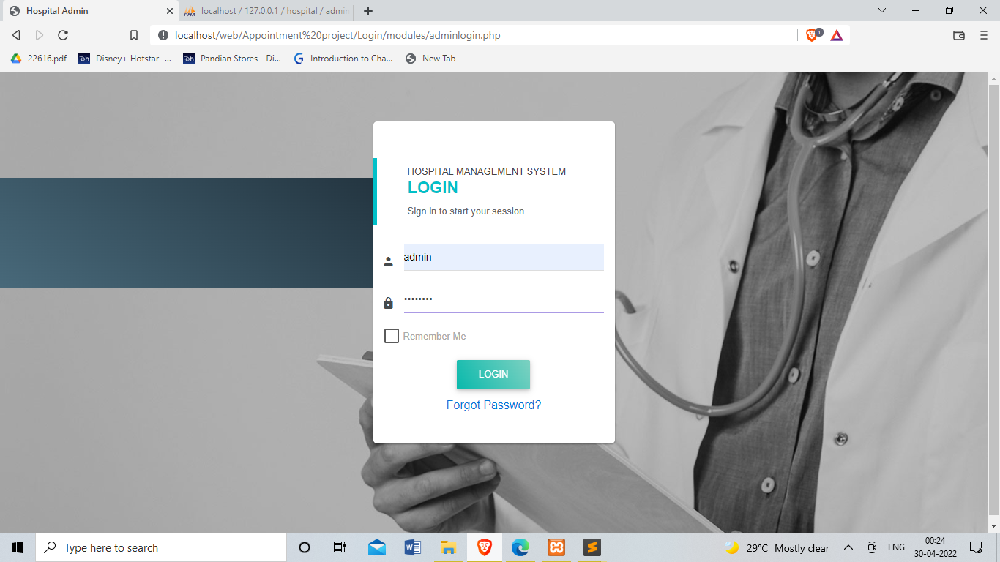 Hospital Admin
PMA
localhost / 127.0.0.1 / hospital / admin
localhost/web/Appointment%20project/Login/modules/adminlogin.php
1
22616.pdf
Disney+ Hotstar -...
Pandian Stores - Di...
Introduction to Cha...
New Tab
HOSPITAL MANAGEMENT SYSTEM
LOGIN
Sign in to start your session
admin
••••••••
Remember Me
LOGIN
Forgot Password?
Type here to search
29°C Mostly clear
ENG
00:24
30-04-2022